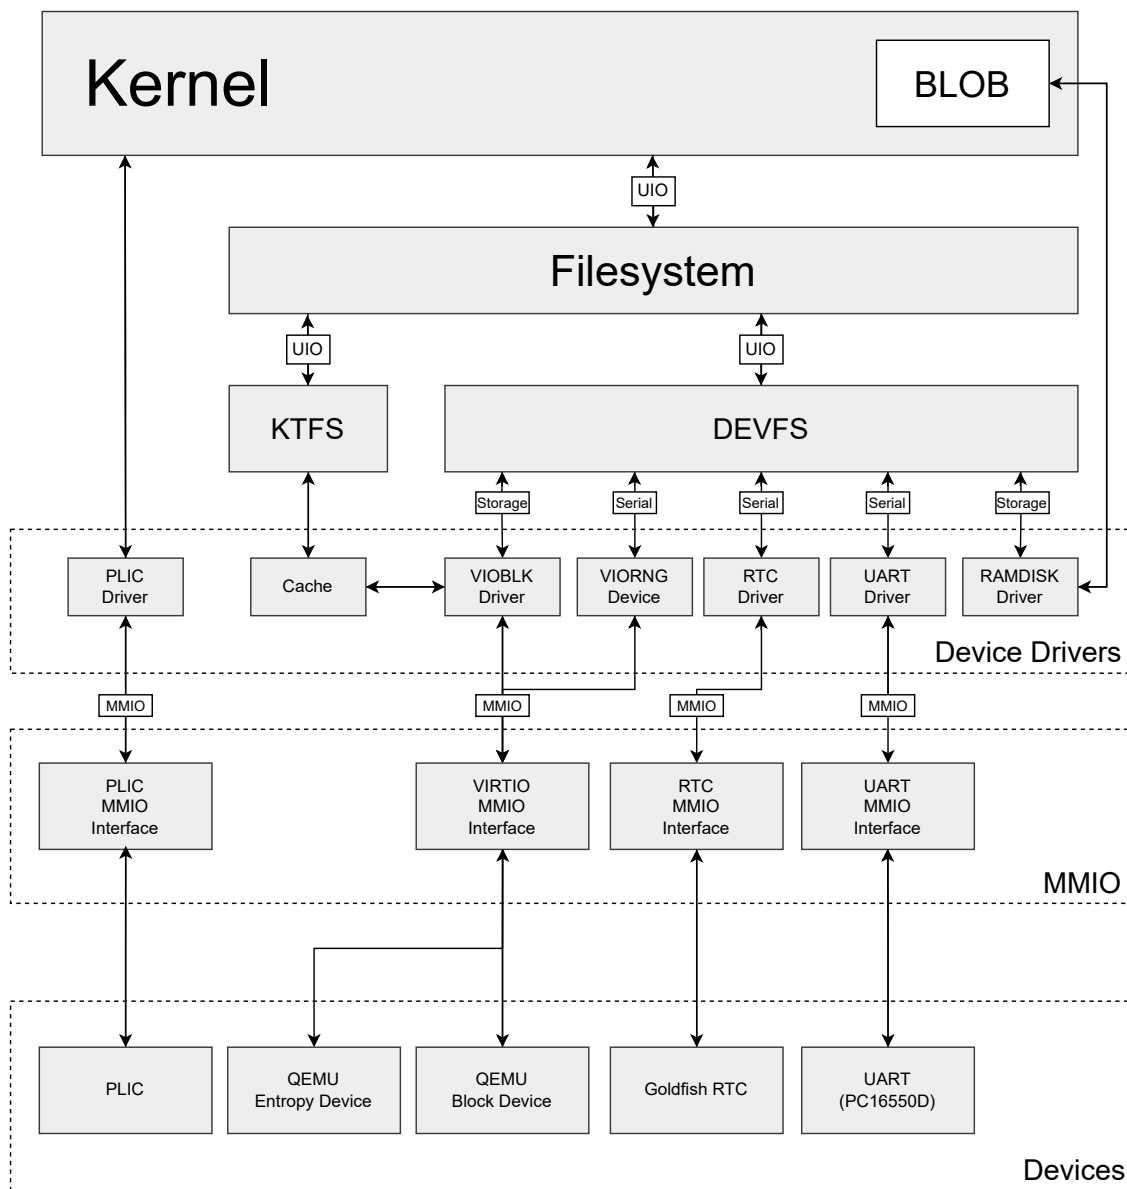 Kernel
BLOB
UIO
Filesystem
UIO
UIO
KTFS
DEVFS
Storage
Serial
Serial
Serial
Storage
PLIC
Driver
Cache
VIOBLK
Driver
VIORNG
Device
RTC
Driver
UART
Driver
RAMDISK
Driver
Device Drivers
MMIO
MMIO
MMIO
MMIO
PLIC
MMIO
Interface
VIRTIO
MMIO
Interface
RTC
MMIO
Interface
UART
MMIO
Interface
MMIO
PLIC
QEMU
Entropy Device
QEMU
Block Device
Goldfish RTC
UART
(PC16550D)
Devices